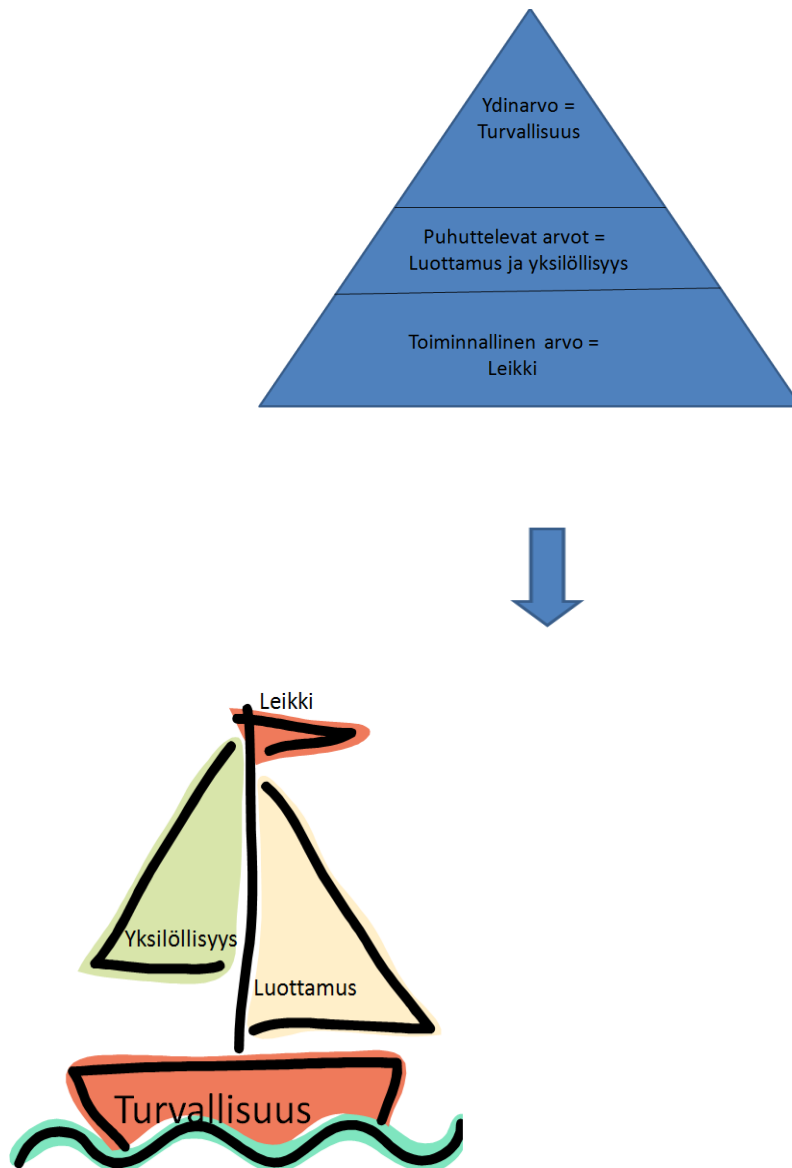 Ydinarvo =
Turvallisuus
Puhuttelevat arvot =
Luottamus ja yksilöllisyys
Toiminnallinen arvo =
Leikki
Leikki
Yksilöllisyys
Luottamus
Turvallisuus